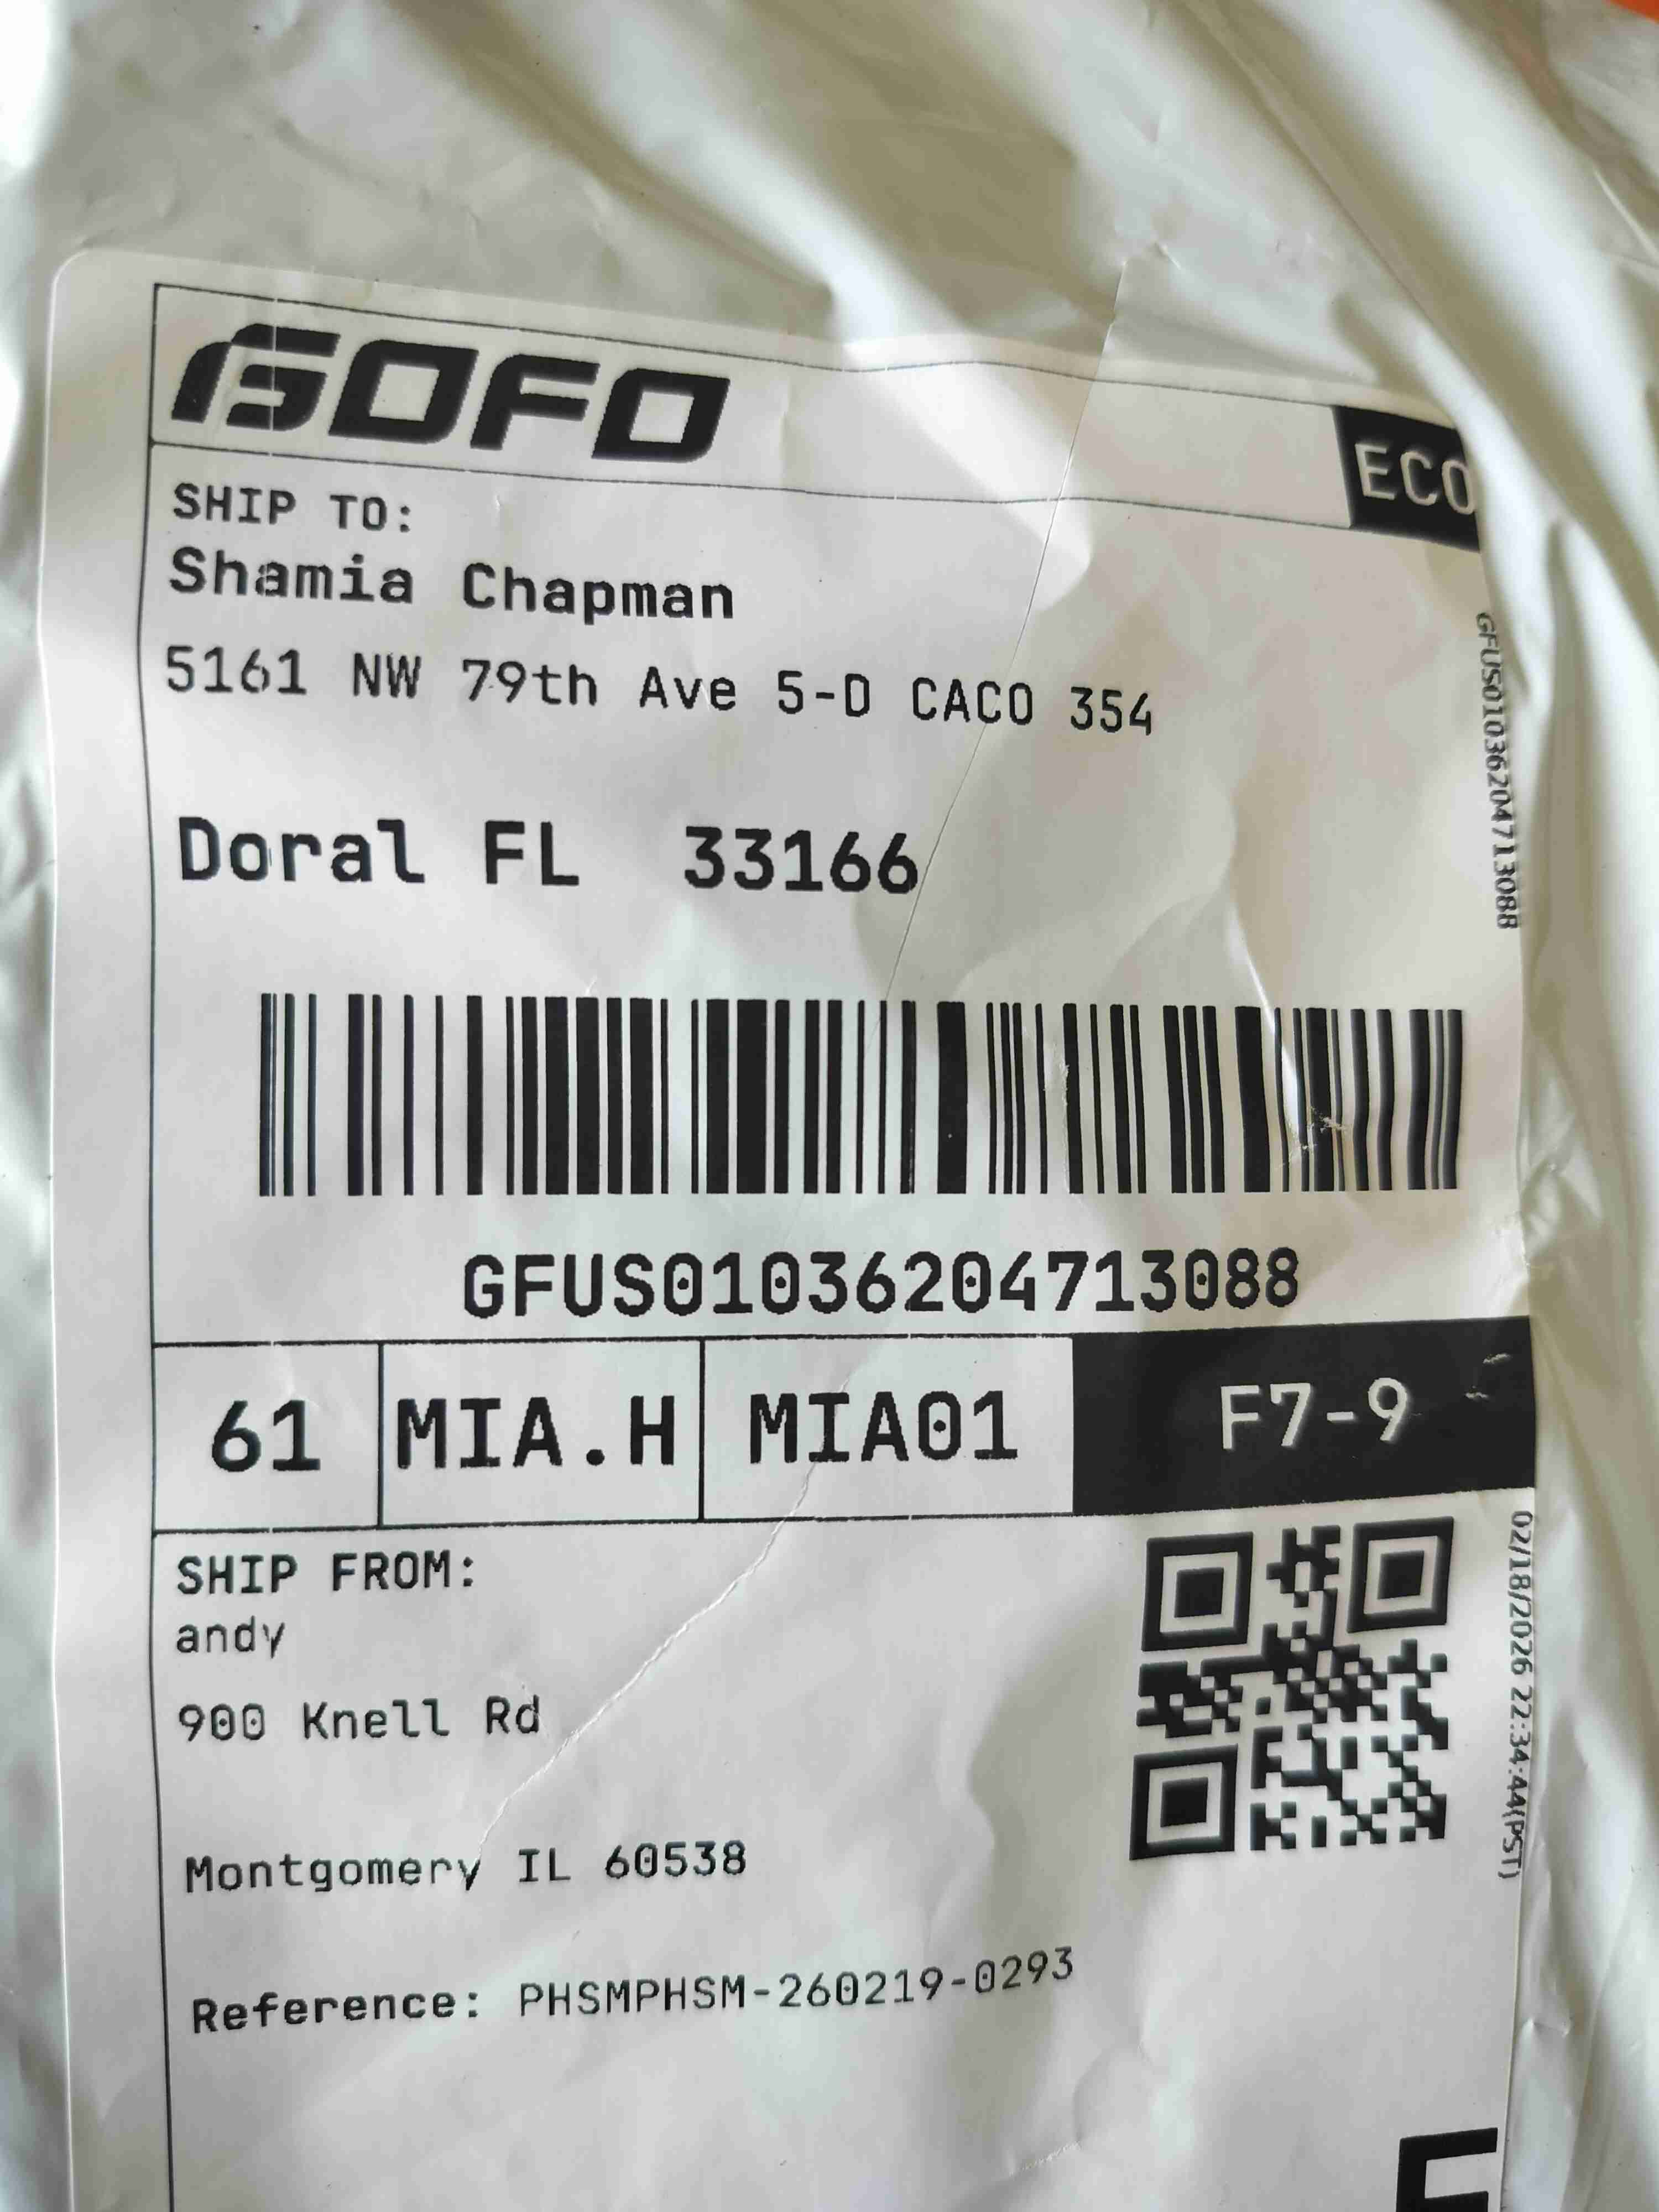 GOFO
ECO
SHIP TO:
Shamia Chapman
5161 NW 79th Ave 5-D CACO 354
Doral FL 33166
GFUS01036204713088
GFUS01036204713088
61 MIA.H MIA01 F7-9
SHIP FROM:
andy
900 Knell Rd
Montgomery IL 60538
02/18/2026 22:34:44(PST)
Reference: PHSMPHSM-260219-0293